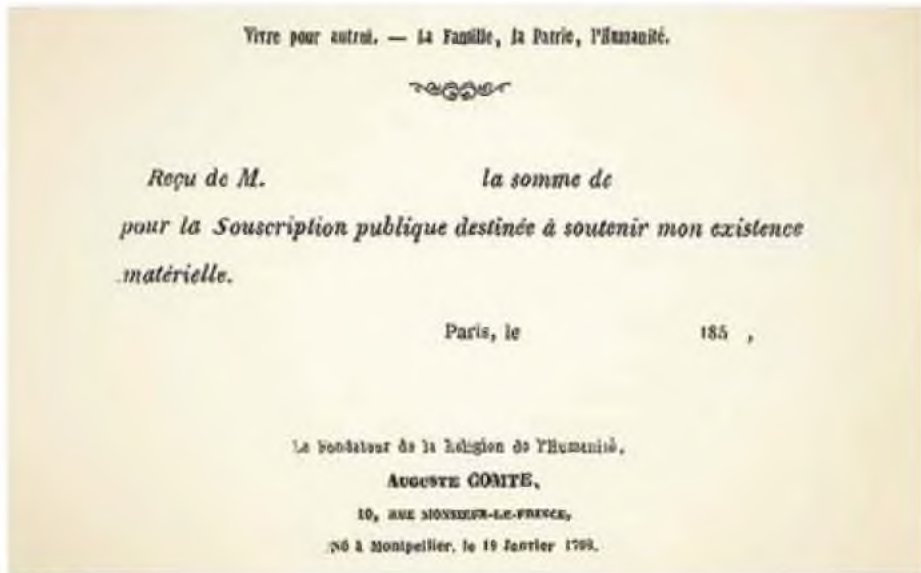 Vivre pour autrui. — La Famille, la Patrie, l'Humanité.
Reçu de M. la somme de
pour la Souscription publique destinée à soutenir mon existence
matérielle.
Paris, le 185 ,
Le Fondateur de la Religion de l'Humanité,
AUGUSTE COMTE,
10, RUE MONSIEUR-LE-PRINCE,
Né à Montpellier, le 19 Janvier 1798.